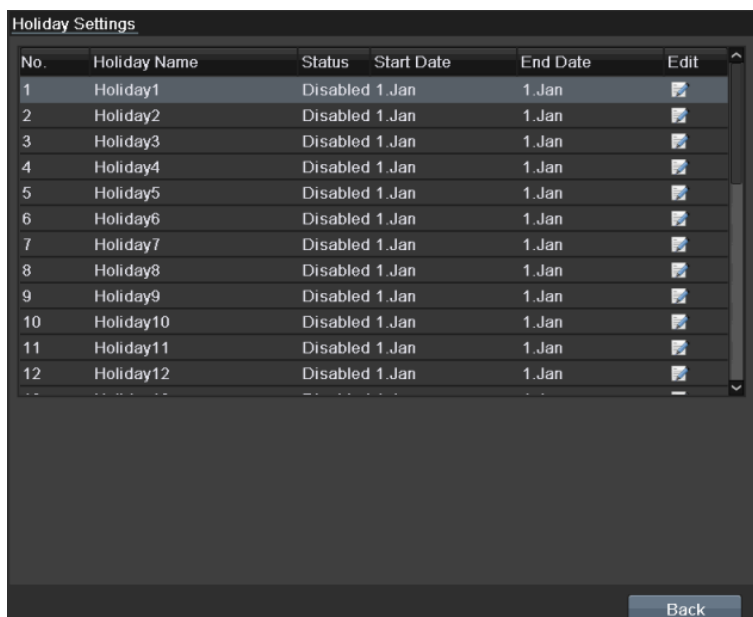 Holiday Settings
No. Holiday Name Status Start Date End Date Edit
1 Holiday1 Disabled 1.Jan 1.Jan
2 Holiday2 Disabled 1.Jan 1.Jan
3 Holiday3 Disabled 1.Jan 1.Jan
4 Holiday4 Disabled 1.Jan 1.Jan
5 Holiday5 Disabled 1.Jan 1.Jan
6 Holiday6 Disabled 1.Jan 1.Jan
7 Holiday7 Disabled 1.Jan 1.Jan
8 Holiday8 Disabled 1.Jan 1.Jan
9 Holiday9 Disabled 1.Jan 1.Jan
10 Holiday10 Disabled 1.Jan 1.Jan
11 Holiday11 Disabled 1.Jan 1.Jan
12 Holiday12 Disabled 1.Jan 1.Jan
Back